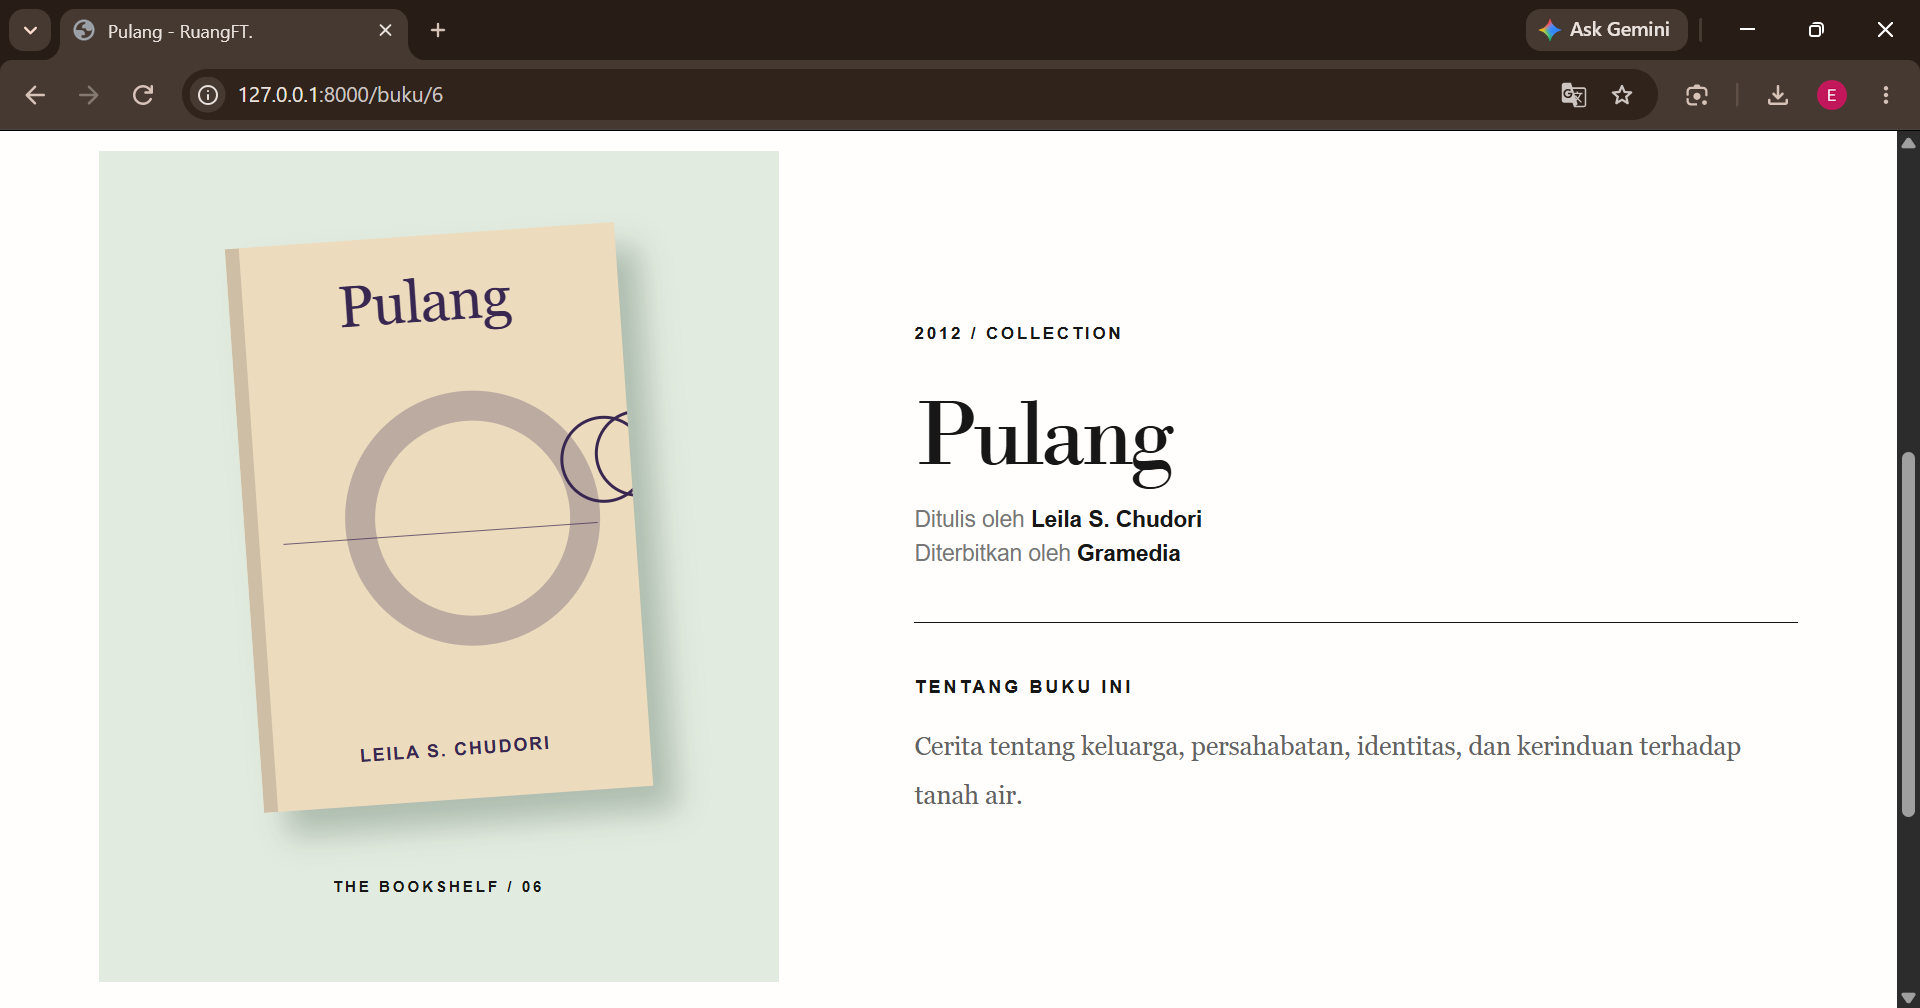 Pulang - RuangFT.
Ask Gemini
127.0.0.1:8000/buku/6
E
Pulang
LEILA S. CHUDORI
THE BOOKSHELF / 06
2012 / COLLECTION
Pulang
Ditulis oleh Leila S. Chudori
Diterbitkan oleh Gramedia
TENTANG BUKU INI
Cerita tentang keluarga, persahabatan, identitas, dan kerinduan terhadap
tanah air.